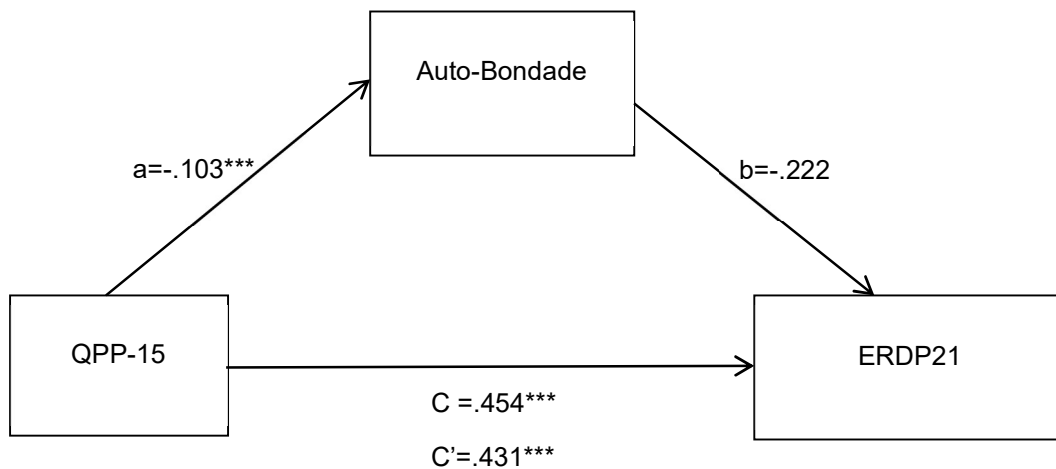 Auto-Bondade
a=-.103***
b=-.222
QPP-15
ERDP21
C =.454***
C’=.431***